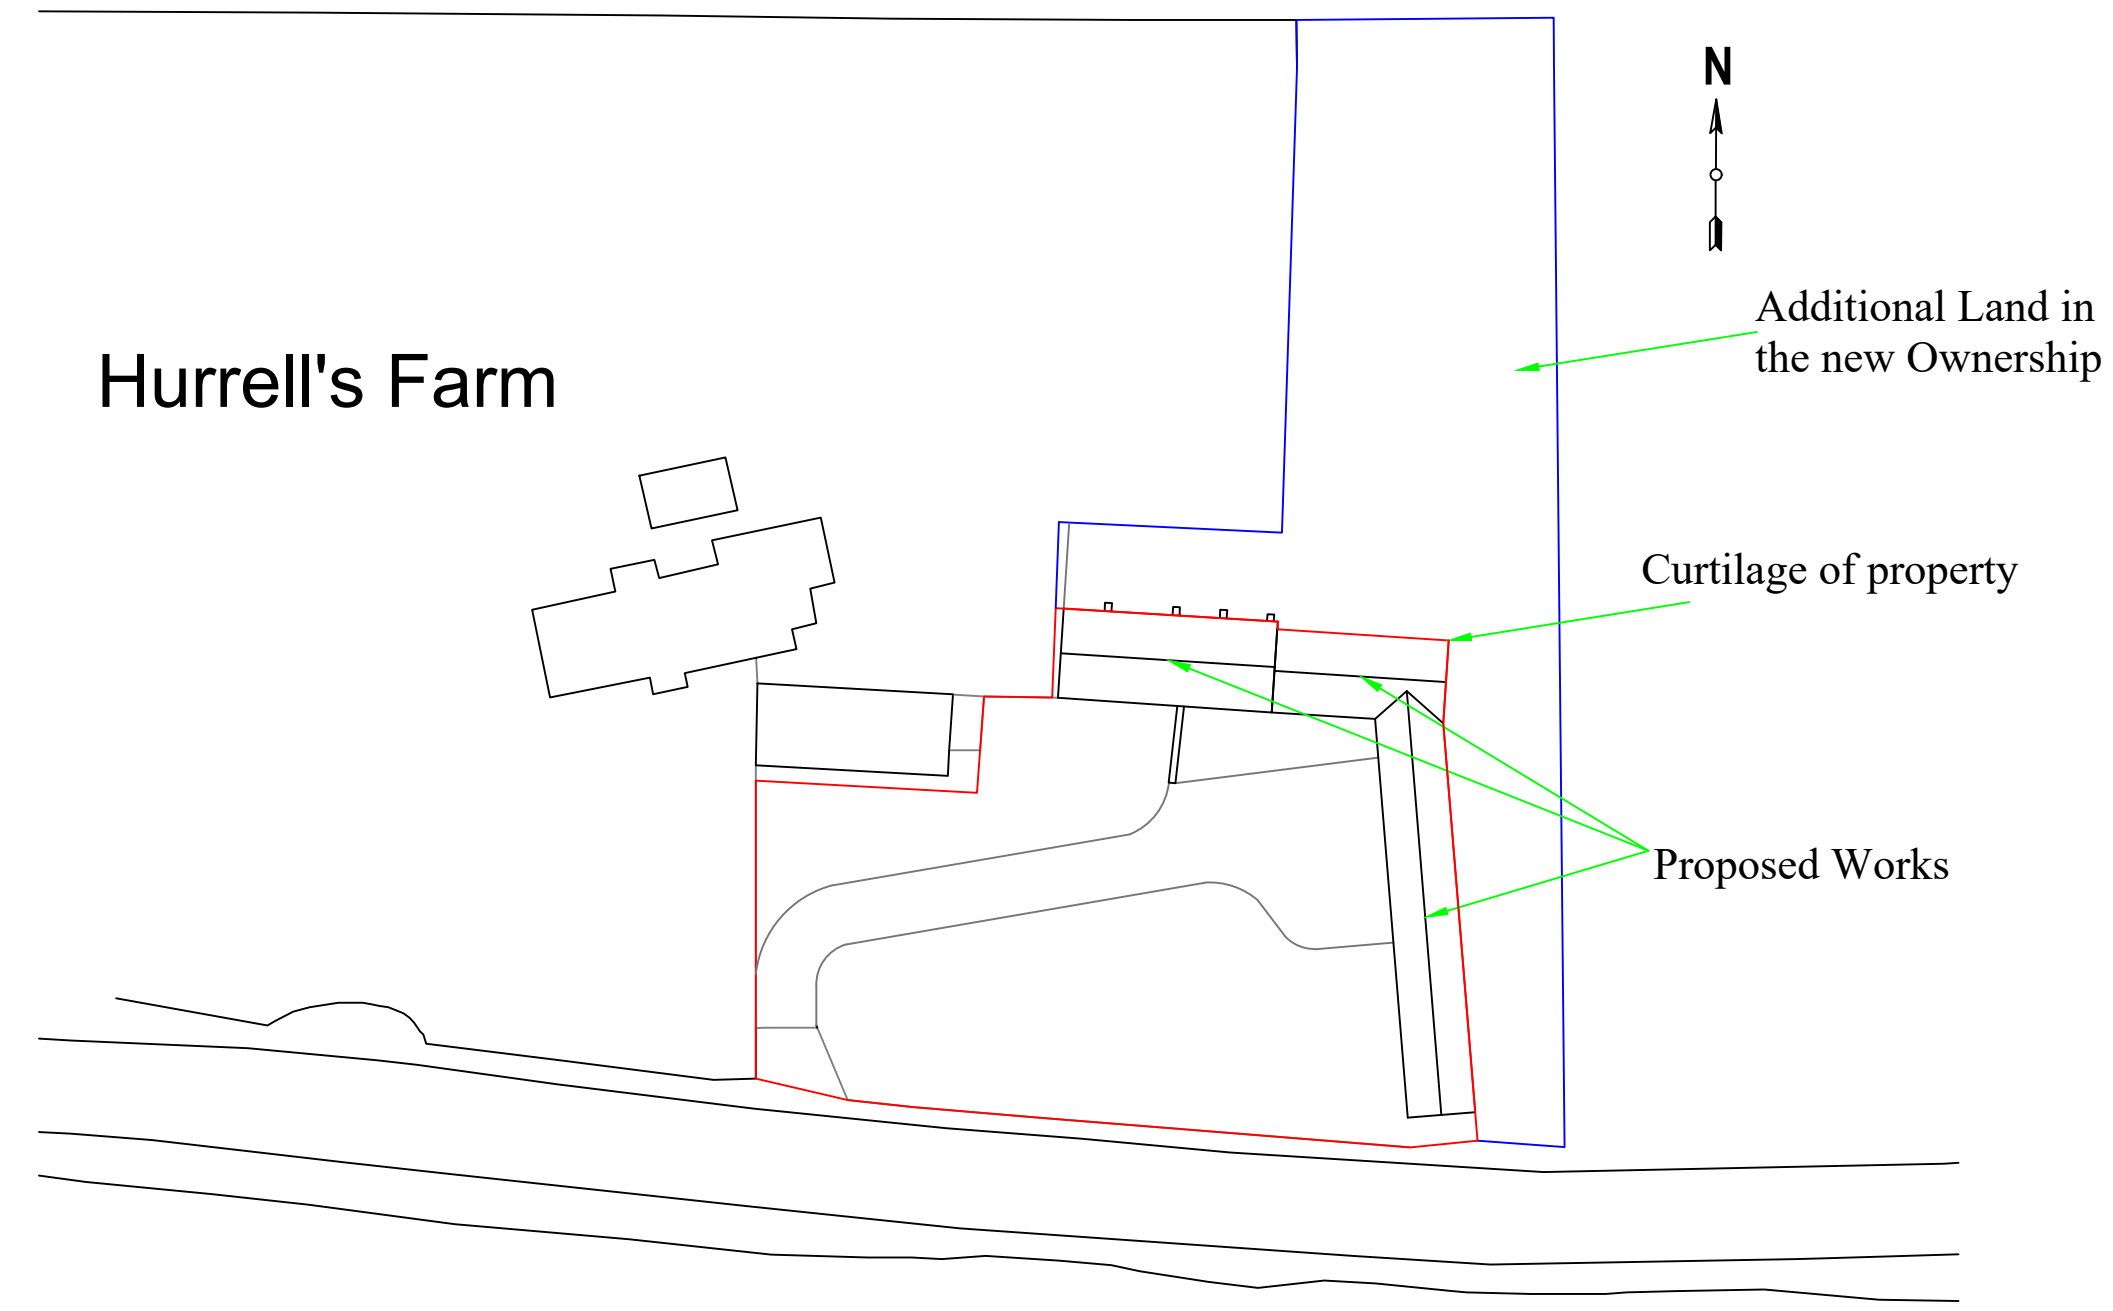 N
Additional Land in
the new Ownership
Hurrell's Farm
Curtilage of property
Proposed Works